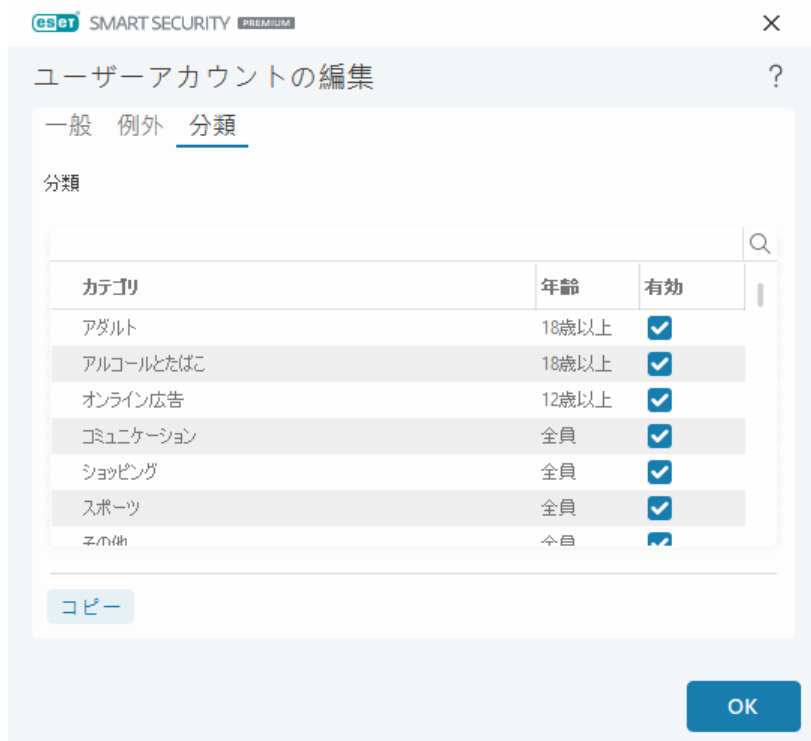 eset SMART SECURITY PREMIUM
ユーザーアカウントの編集 ?
一般 例外 分類
分類
カテゴリ 年齢 有効
アダルト 18歳以上
アルコールとたばこ 18歳以上
オンライン広告 12歳以上
コミュニケーション 全員
ショッピング 全員
スポーツ 全員
その他 全員
コピー
OK